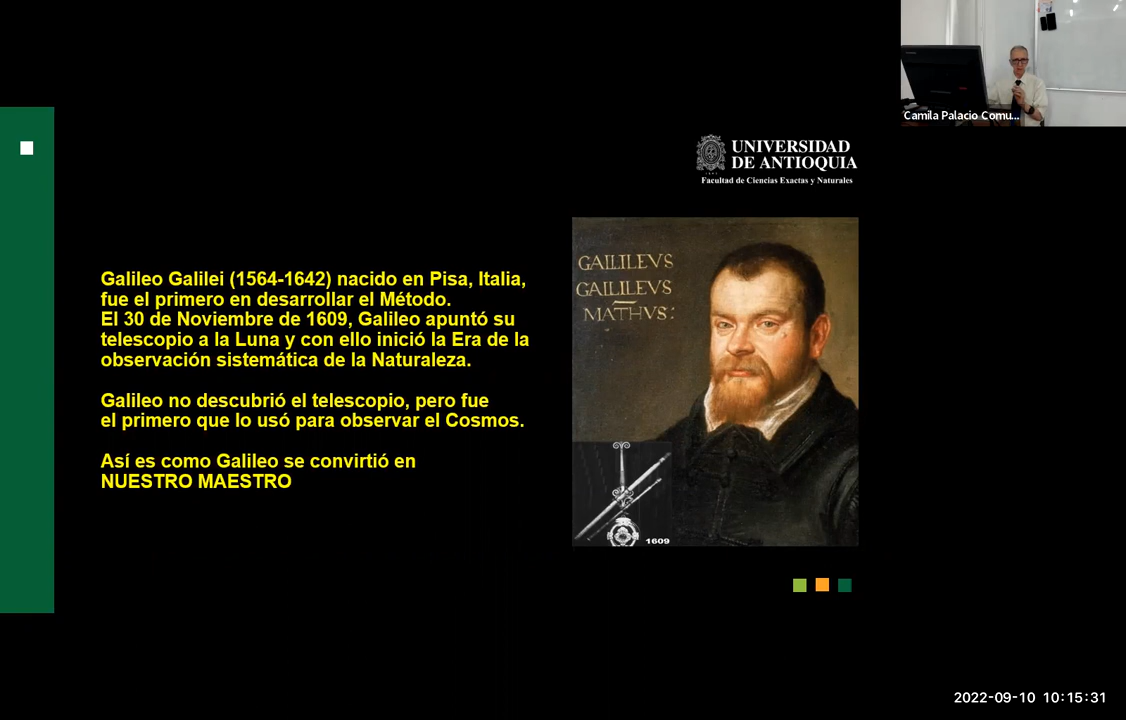 Camila Palacio Comu...
UNIVERSIDAD
DE ANTIOQUIA
Facultad de Ciencias Exactas y Naturales
Galileo Galilei (1564-1642) nacido en Pisa, Italia,
fue el primero en desarrollar el Método.
El 30 de Noviembre de 1609, Galileo apuntó su
telescopio a la Luna y con ello inició la Era de la
observación sistemática de la Naturaleza.
Galileo no descubrió el telescopio, pero fue
el primero que lo usó para observar el Cosmos.
Así es como Galileo se convirtió en
NUESTRO MAESTRO
GAILILEVS
GAILILEVS
MATHVS:
1609
2022-09-10 10:15:31